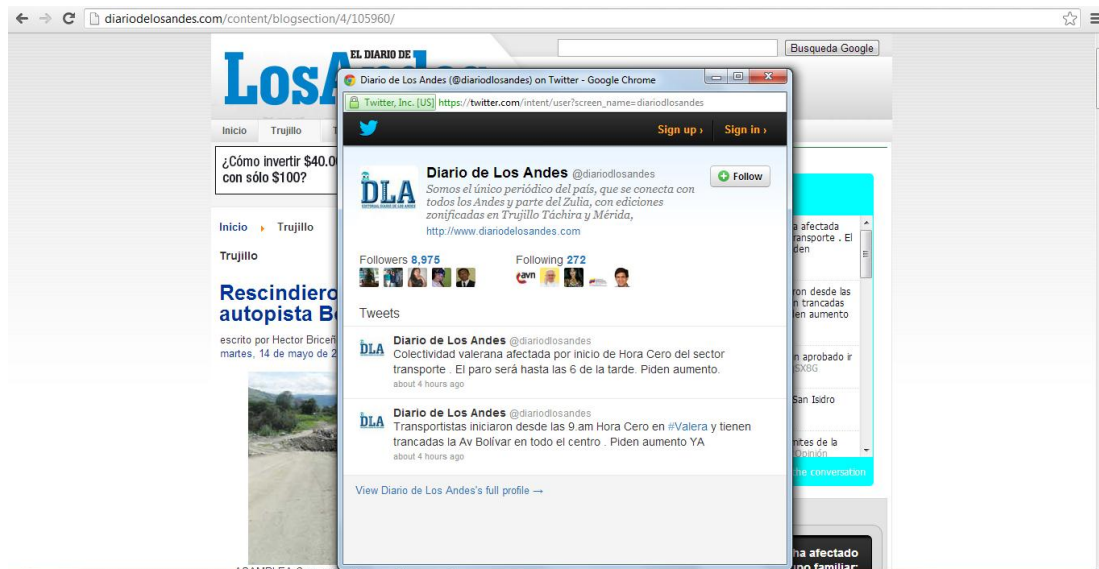 diariodelosandes.com/content/blogsection/4/105960/
EL DIARIO DE
Busqueda Google
Inicio Trujillo
¿Cómo invertir $40.0
con sólo $100?
Inicio Trujillo
Trujillo
Rescindiero
autopista B
escrito por Hector Briceñ
martes, 14 de mayo de 2
Diario de Los Andes (@diariodlosandes) on Twitter - Google Chrome
Twitter, Inc. [US] https://twitter.com/intent/user?screen_name=diariodlosandes
Sign up › Sign in ›
DLA
Diario de Los Andes @diariodlosandes
Follow
Somos el único periódico del país, que se conecta con
todos los Andes y parte del Zulia, con ediciones
zonificadas en Trujillo Táchira y Mérida,
http://www.diariodelosandes.com
Followers 8,975 Following 272
avn
Tweets
DLA
Diario de Los Andes @diariodlosandes
Colectividad valerana afectada por inicio de Hora Cero del sector
transporte . El paro será hasta las 6 de la tarde. Piden aumento.
about 4 hours ago
DLA
Diario de Los Andes @diariodlosandes
Transportistas iniciaron desde las 9.am Hora Cero en #Valera y tienen
trancadas la Av Bolívar en todo el centro . Piden aumento YA
about 4 hours ago
View Diario de Los Andes's full profile →
a afectada
ransporte . El
den
ron desde las
n trancadas
den aumento
n aprobado ir
SX8G
San Isidro
ntes de la
Opinión
the conversation
ha afectado
upo familiar: